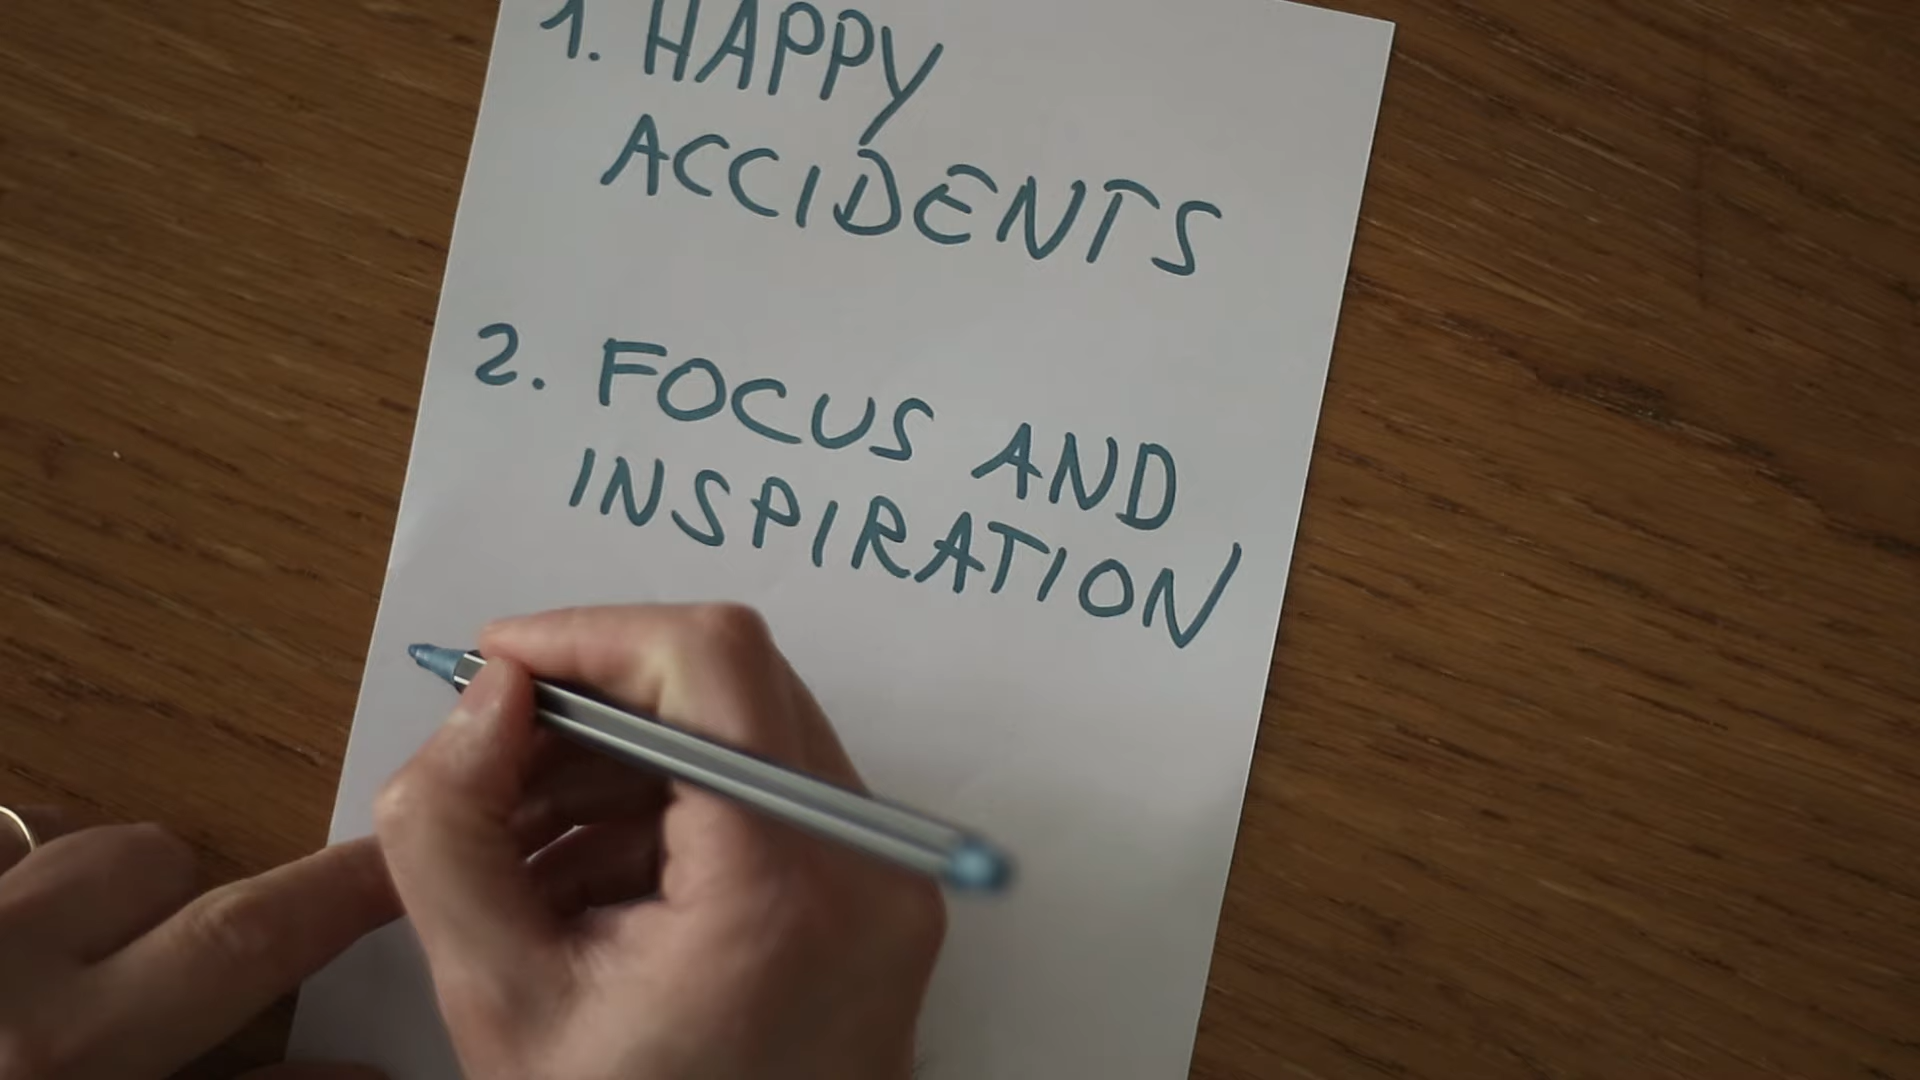 1. HAPPY
ACCIDENTS
2. FOCUS AND
INSPIRATION